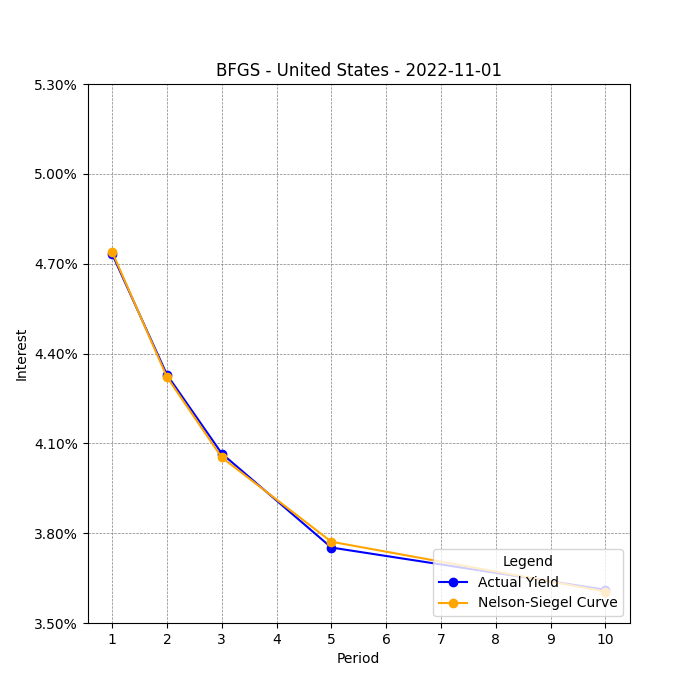 BFGS - United States - 2022-11-01
5.30%
5.00%
4.70%
4.40%
4.10%
3.80%
3.50%
Interest
Legend
Actual Yield
Nelson-Siegel Curve
1 2 3 4 5 6 7 8 9 10
Period